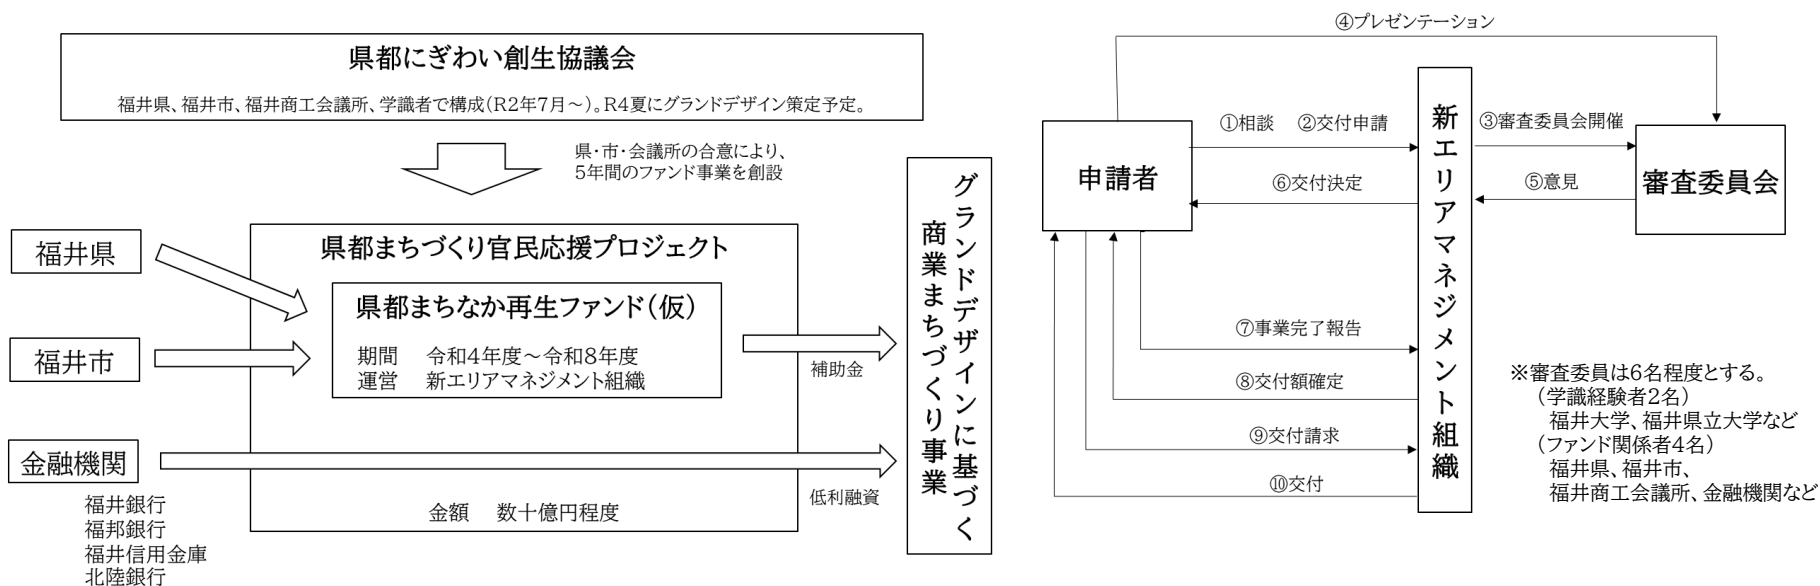 県都にぎわい創生協議会
福井県、福井市、福井商工会議所、学識者で構成(R2年7月~)。R4夏にグランドデザイン策定予定。
県・市・会議所の合意により、
5年間のファンド事業を創設
福井県
福井市
金融機関
福井銀行
福邦銀行
福井信用金庫
北陸銀行
県都まちづくり官民応援プロジェクト
県都まちなか再生ファンド(仮)
期間 令和4年度~令和8年度
運営 新エリアマネジメント組織
金額 数十億円程度
補助金
低利融資
グランドデザインに基づく
商業まちづくり事業
④プレゼンテーション
申請者
①相談 ②交付申請
⑥交付決定
新エリアマネジメント組織
③審査委員会開催
⑤意見
審査委員会
⑦事業完了報告
⑧交付額確定
⑨交付請求
⑩交付
※審査委員は6名程度とする。
(学識経験者2名)
福井大学、福井県立大学など
(ファンド関係者4名)
福井県、福井市、
福井商工会議所、金融機関など